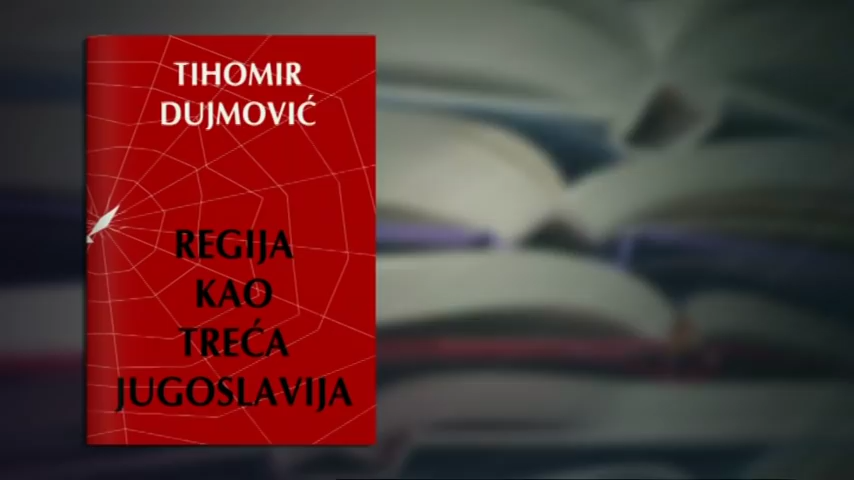 TIHOMIR
DUJMOVIĆ
REGIJA
KAO
TREĆA
JUGOSLAVIJA